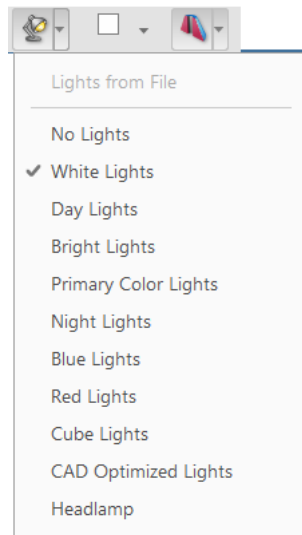 Lights from File
No Lights
White Lights
Day Lights
Bright Lights
Primary Color Lights
Night Lights
Blue Lights
Red Lights
Cube Lights
CAD Optimized Lights
Headlamp